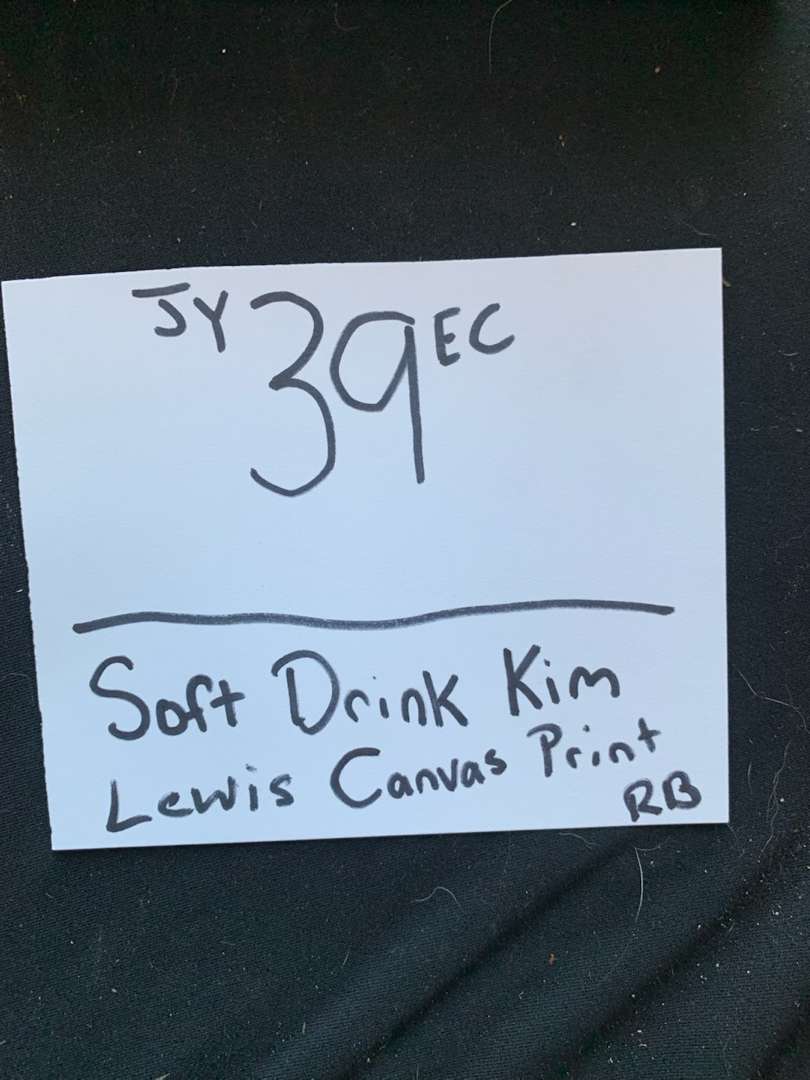 JY 39 EC
Soft Drink Kim
Lewis Canvas Print
RB